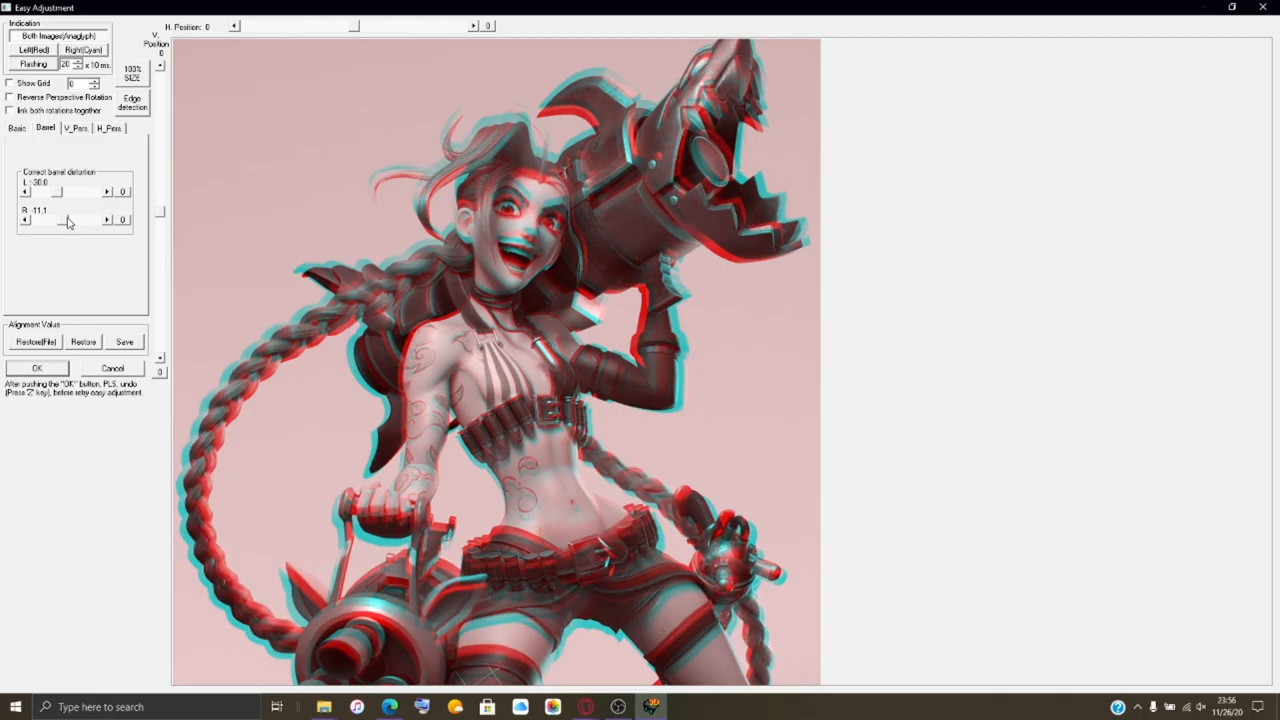 Easy Adjustment
Indication
Both Images(Anaglyph)
Left(Red) Right(Cyan)
Flashing 20 x 10 ms.
H. Position: 0
0
V. Position
0
100% SIZE
Show Grid 0
Reverse Perspective Rotation
link both rotations together
Edge detection
Basic Barrel V_Pers. H_Pers.
Correct barrel distortion
L :-30.0
0
R -11.1
0
Alignment Value
Restore(File) Restore Save
OK Cancel
0
After pushing the "OK" button, PLS. undo
(Press 'Z' key), before retry easy adjustment.
Type here to search
23:56
11/26/20